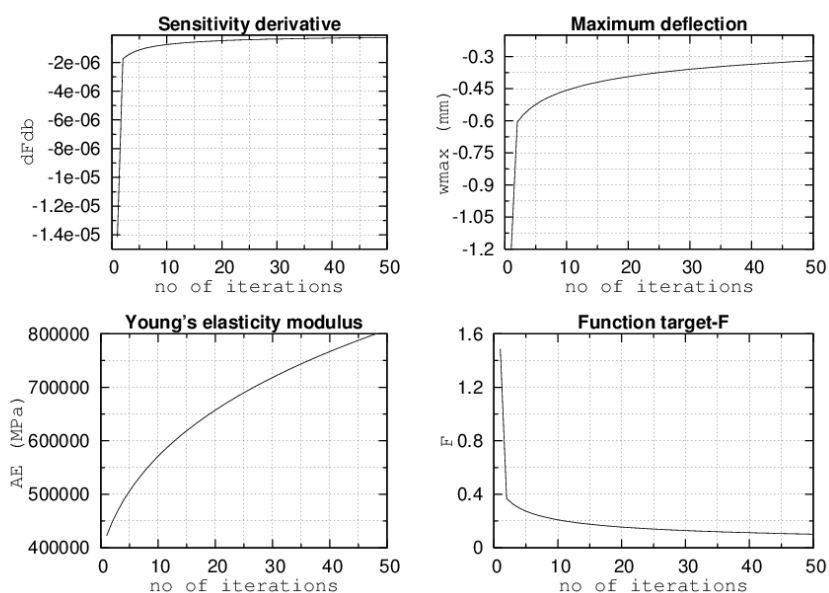 Sensitivity derivative
-2e-06
-4e-06
-6e-06
-8e-06
-1e-05
-1.2e-05
-1.4e-05
dFdb
0 10 20 30 40 50
no of iterations
Maximum deflection
-0.3
-0.45
-0.6
-0.75
-0.9
-1.05
-1.2
wmax (mm)
0 10 20 30 40 50
no of iterations
Young's elasticity modulus
800000
700000
600000
500000
400000
AE (MPa)
0 10 20 30 40 50
no of iterations
Function target-F
1.6
1.2
0.8
0.4
0
F
0 10 20 30 40 50
no of iterations